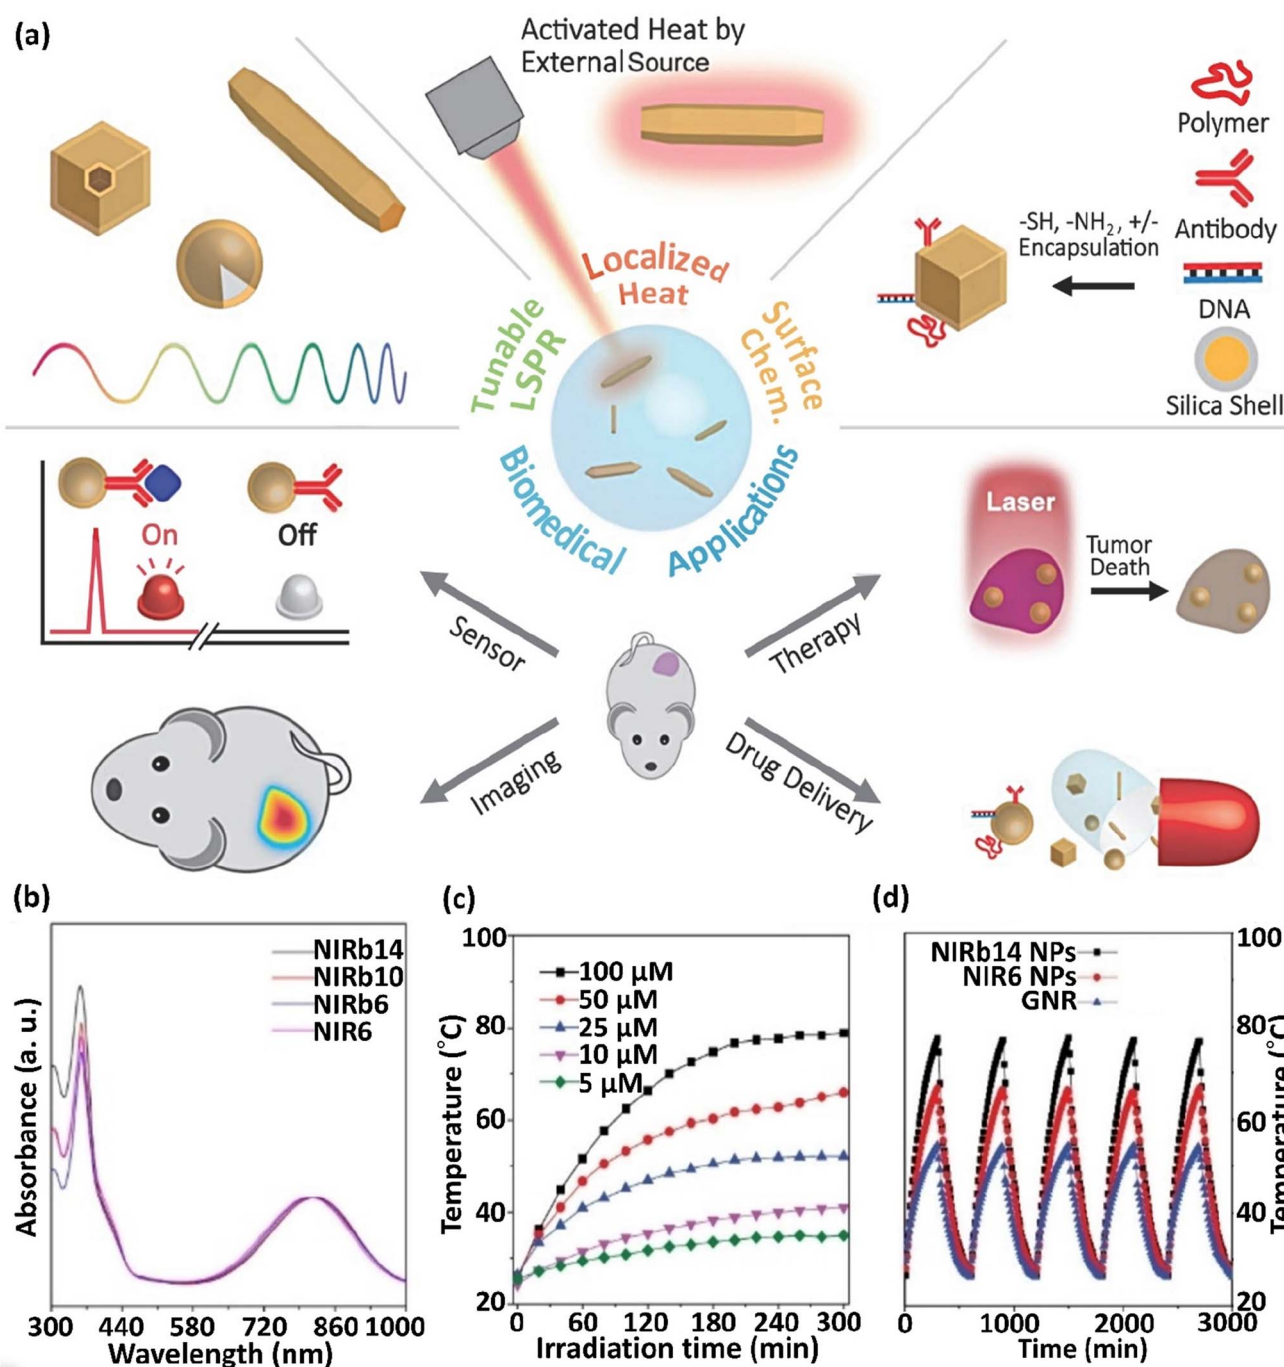 (a)
Activated Heat by
External Source
Polymer
-SH, -NH₂, +/-
Encapsulation
Antibody
DNA
Silica Shell
Localized
Heat
Tunable
LSPR
Surface
Chem.
Biomedical
Applications
On
Off
Sensor
Laser
Tumor
Death
Therapy
Imaging
Drug Delivery
(b)
NIRb14
NIRb10
NIRb6
NIR6
Absorbance (a. u.)
300 440 580 720 860 1000
Wavelength (nm)
(c)
100
80
60
40
20
100 μM
50 μM
25 μM
10 μM
5 μM
Temperature (°C)
0 60 120 180 240 300
Irradiation time (min)
(d)
NIRb14 NPs
NIR6 NPs
GNR
100
80
60
40
20
Temperature (°C)
0 1000 2000 3000
Time (min)